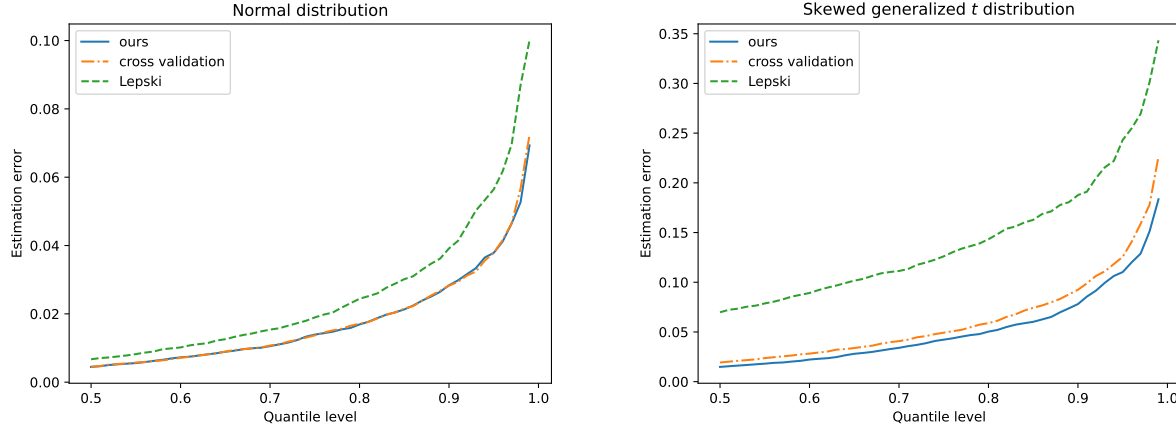 Normal distribution
ours
cross validation
Lepski
0.10
0.08
0.06
0.04
0.02
0.00
Estimation error
0.5 0.6 0.7 0.8 0.9 1.0
Quantile level
Skewed generalized t distribution
ours
cross validation
Lepski
0.35
0.30
0.25
0.20
0.15
0.10
0.05
0.00
Estimation error
0.5 0.6 0.7 0.8 0.9 1.0
Quantile level